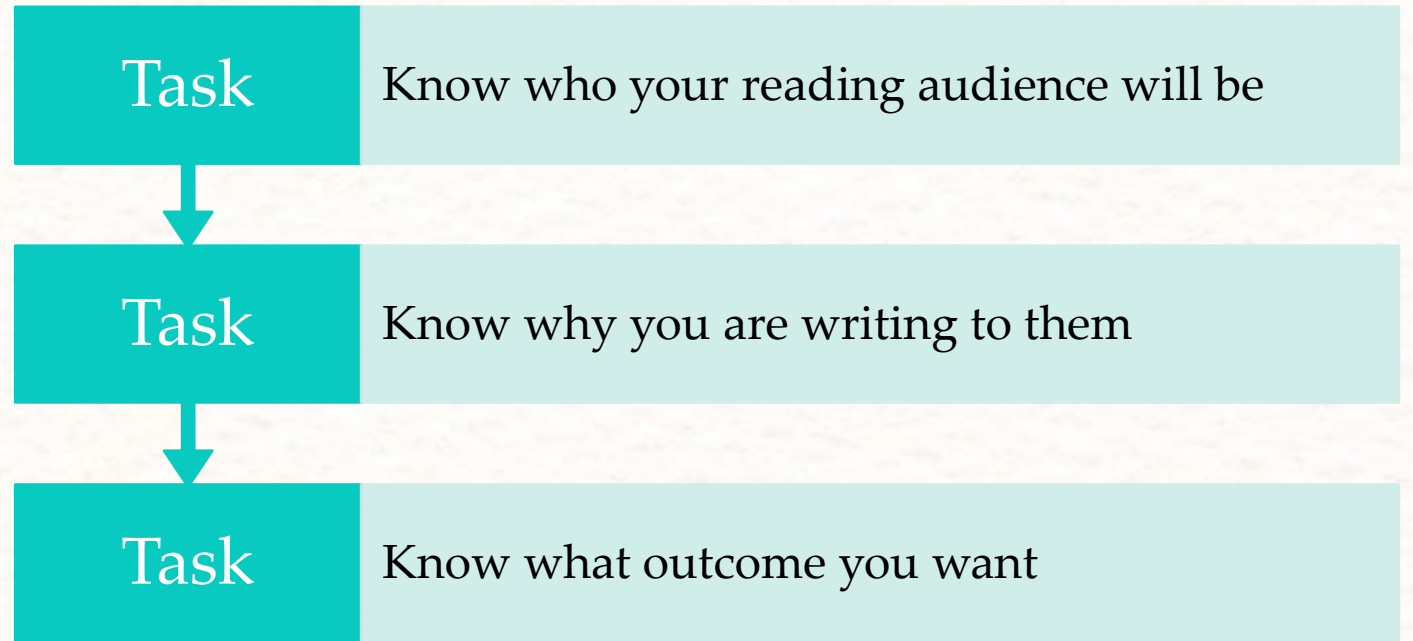 Task
Know who your reading audience will be
Task
Know why you are writing to them
Task
Know what outcome you want